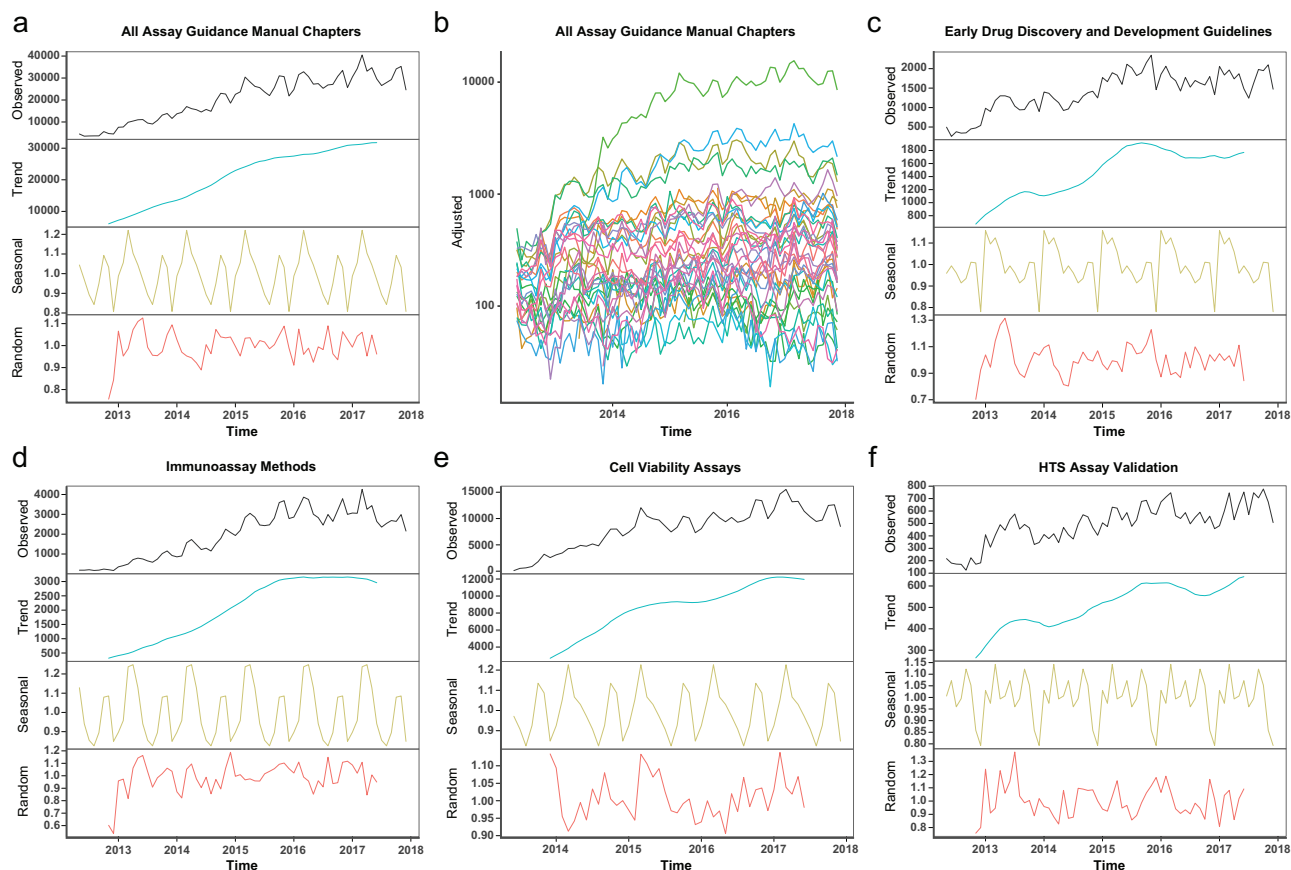 a
All Assay Guidance Manual Chapters
Observed
40000
30000
20000
10000
Trend
30000
20000
10000
Seasonal
1.2
1.1
1.0
0.9
0.8
Random
1.1
1.0
0.9
0.8
2013 2014 2015 2016 2017 2018
Time
b
All Assay Guidance Manual Chapters
Adjusted
10000
1000
100
2014 2016 2018
Time
c
Early Drug Discovery and Development Guidelines
Observed
2000
1500
1000
500
Trend
1800
1600
1400
1200
1000
800
Seasonal
1.1
1.0
0.9
0.8
Random
1.3
1.1
0.9
0.7
2013 2014 2015 2016 2017 2018
Time
d
Immunoassay Methods
Observed
4000
3000
2000
1000
0
Trend
3000
2500
2000
1500
1000
500
Seasonal
1.2
1.1
1.0
0.9
Random
1.2
1.1
1.0
0.9
0.8
0.7
0.6
2013 2014 2015 2016 2017 2018
Time
e
Cell Viability Assays
Observed
15000
10000
5000
0
Trend
12000
10000
8000
6000
4000
Seasonal
1.2
1.1
1.0
0.9
Random
1.10
1.05
1.00
0.95
0.90
2014 2015 2016 2017 2018
Time
f
HTS Assay Validation
Observed
800
700
600
500
400
300
200
100
Trend
600
500
400
300
Seasonal
1.15
1.10
1.05
1.00
0.95
0.90
0.85
0.80
Random
1.3
1.2
1.1
1.0
0.9
0.8
2013 2014 2015 2016 2017 2018
Time